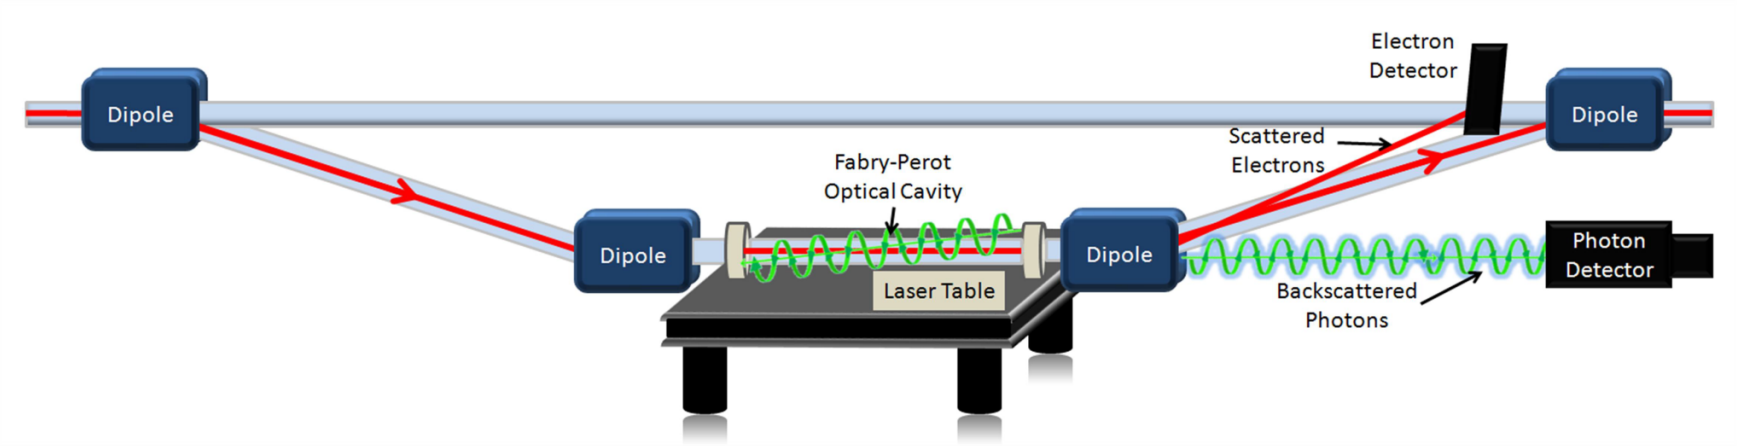 Electron
Detector
Dipole
Dipole
Scattered
Electrons
Fabry-Perot
Optical Cavity
Dipole
Dipole
Photon
Detector
Laser Table
Backscattered
Photons